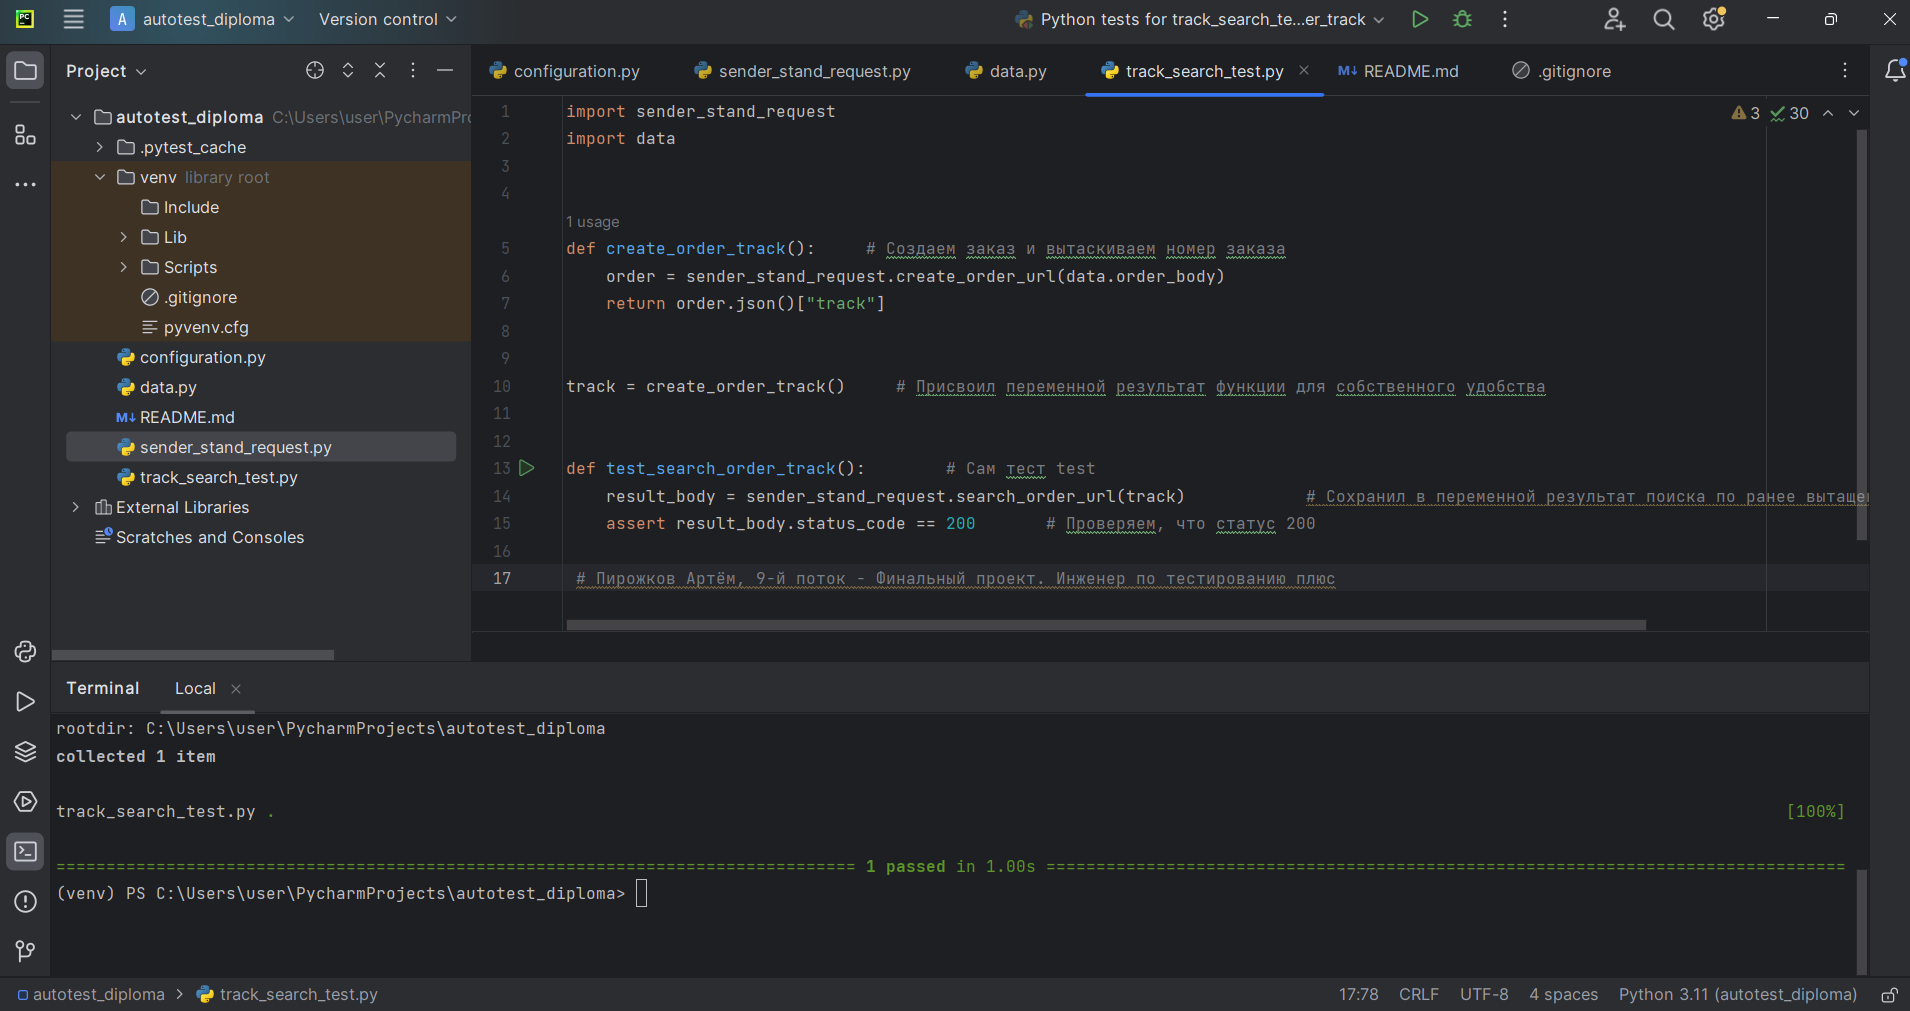 PC
A autotest_diploma Version control Python tests for track_search_te...er_track
Project
configuration.py sender_stand_request.py data.py track_search_test.py M↓ README.md .gitignore
autotest_diploma C:\Users\user\PycharmPro
.pytest_cache
venv library root
Include
Lib
Scripts
.gitignore
pyvenv.cfg
configuration.py
data.py
M↓ README.md
sender_stand_request.py
track_search_test.py
External Libraries
Scratches and Consoles
3 30
1 import sender_stand_request
2 import data
3
4
1 usage
5 def create_order_track(): # Создаем заказ и вытаскиваем номер заказа
6 order = sender_stand_request.create_order_url(data.order_body)
7 return order.json()["track"]
8
9
10 track = create_order_track() # Присвоил переменной результат функции для собственного удобства
11
12
13 def test_search_order_track(): # Сам тест test
14 result_body = sender_stand_request.search_order_url(track) # Сохранил в переменной результат поиска по ранее вытаще
15 assert result_body.status_code == 200 # Проверяем, что статус 200
16
17 # Пирожков Артём, 9-й поток - Финальный проект. Инженер по тестированию плюс
Terminal Local
rootdir: C:\Users\user\PycharmProjects\autotest_diploma
collected 1 item
track_search_test.py . [100%]
================================================================================ 1 passed in 1.00s ================================================================================
(venv) PS C:\Users\user\PycharmProjects\autotest_diploma>
autotest_diploma > track_search_test.py 17:78 CRLF UTF-8 4 spaces Python 3.11 (autotest_diploma)